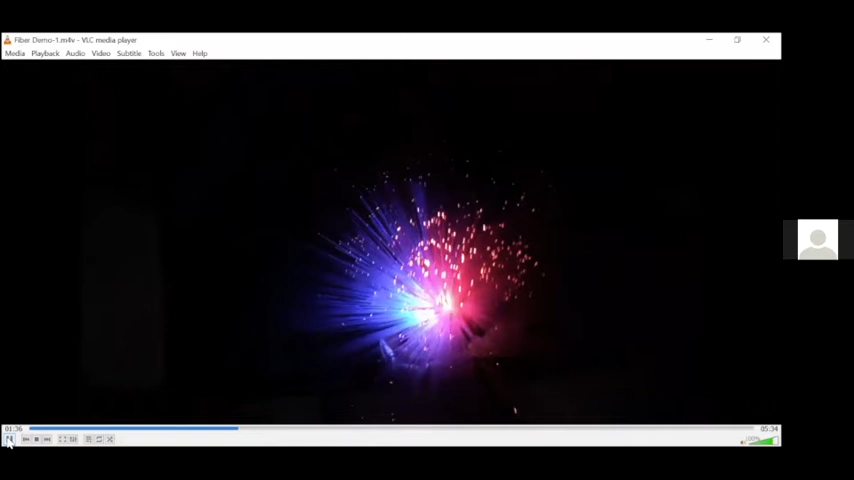 Fiber Demo-1.m4v - VLC media player
Media Playback Audio Video Subtitle Tools View Help
01:36
05:34
100%